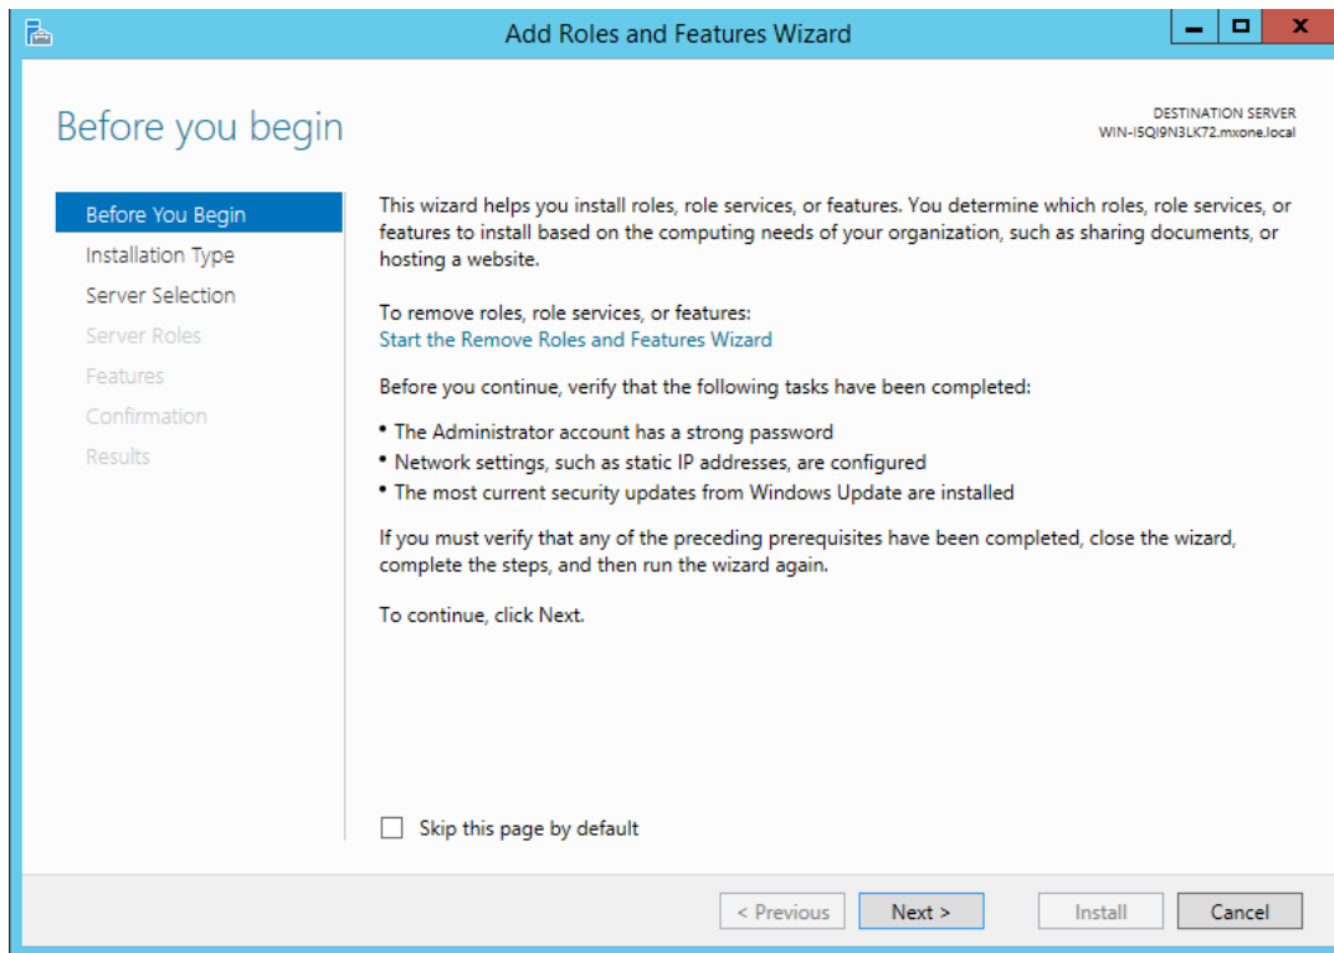 Add Roles and Features Wizard
Before you begin
DESTINATION SERVER
WIN-I5QI9N3LK72.mxone.local
Before You Begin
Installation Type
Server Selection
Server Roles
Features
Confirmation
Results
This wizard helps you install roles, role services, or features. You determine which roles, role services, or
features to install based on the computing needs of your organization, such as sharing documents, or
hosting a website.
To remove roles, role services, or features:
Start the Remove Roles and Features Wizard
Before you continue, verify that the following tasks have been completed:
• The Administrator account has a strong password
• Network settings, such as static IP addresses, are configured
• The most current security updates from Windows Update are installed
If you must verify that any of the preceding prerequisites have been completed, close the wizard,
complete the steps, and then run the wizard again.
To continue, click Next.
Skip this page by default
< Previous
Next >
Install
Cancel